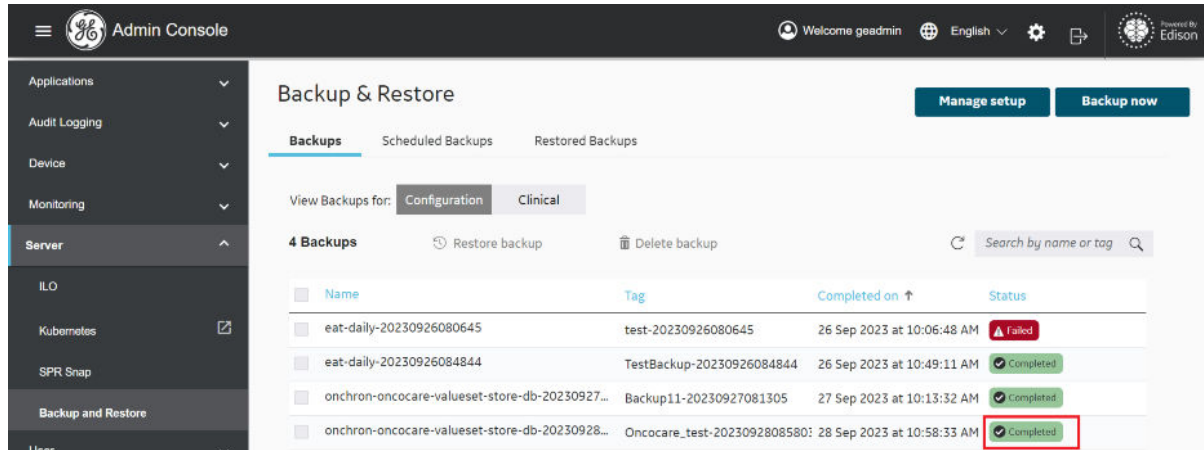 Admin Console
Welcome geadmin
English
Powered By
Edison
Applications
Audit Logging
Device
Monitoring
Server
ILO
Kubernetes
SPR Snap
Backup and Restore
User
Backup & Restore
Manage setup
Backup now
Backups Scheduled Backups Restored Backups
View Backups for: Configuration Clinical
4 Backups Restore backup Delete backup Search by name or tag
Name Tag Completed on Status
eat-daily-20230926080645 test-20230926080645 26 Sep 2023 at 10:06:48 AM Failed
eat-daily-20230926084844 TestBackup-20230926084844 26 Sep 2023 at 10:49:11 AM Completed
onchron-oncocare-valueset-store-db-20230927... Backup11-20230927081305 27 Sep 2023 at 10:13:32 AM Completed
onchron-oncocare-valueset-store-db-20230928... Oncocare_test-20230928085803 28 Sep 2023 at 10:58:33 AM Completed